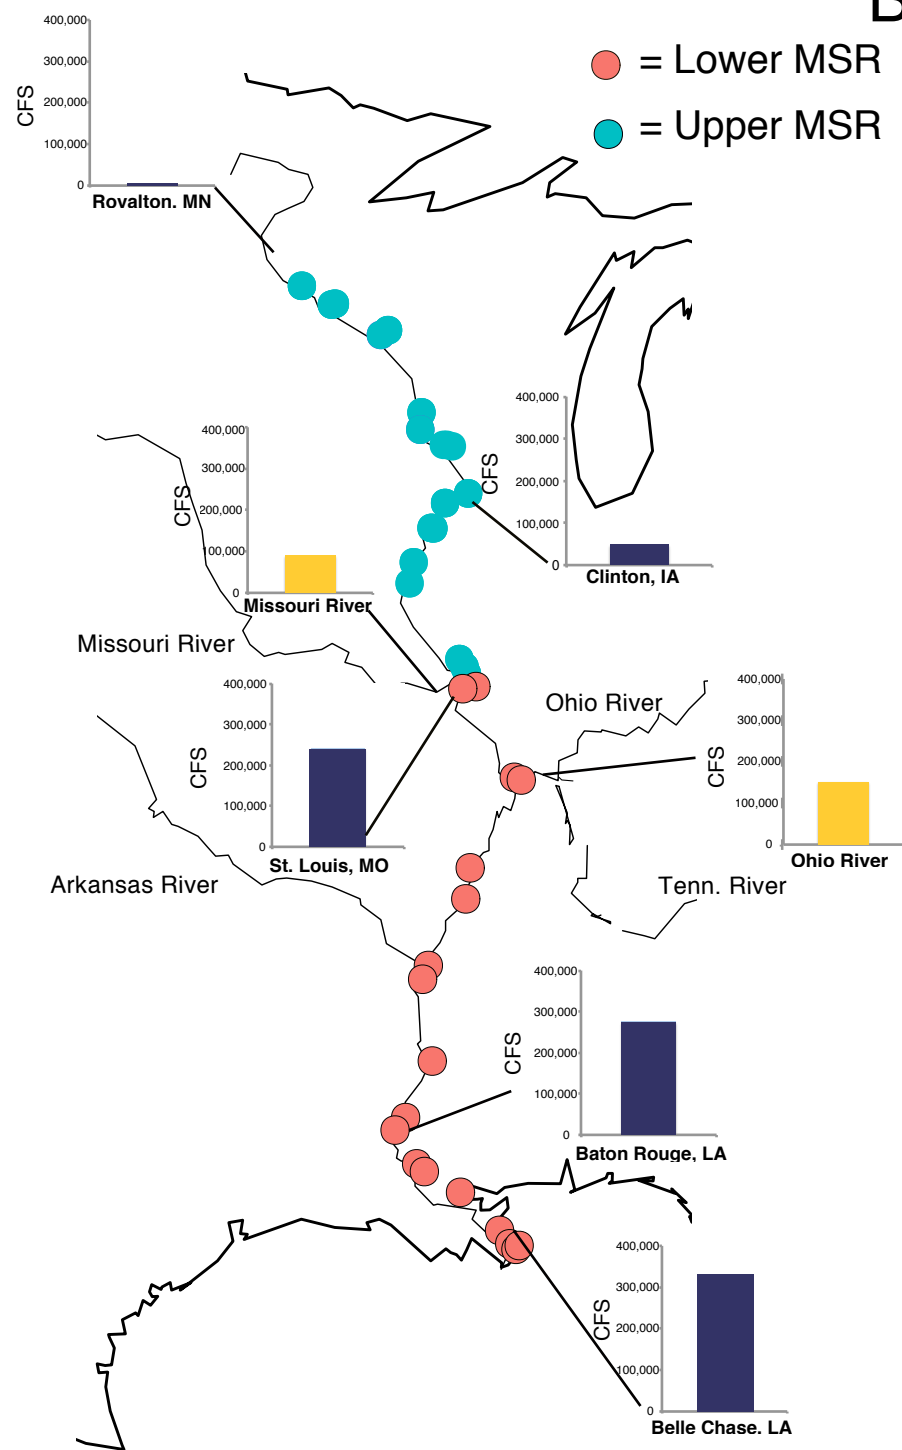 B
= Lower MSR
= Upper MSR
400,000
300,000
200,000
100,000
0
CFS
Rovalton. MN
400,000
300,000
200,000
100,000
0
CFS
Clinton, IA
400,000
300,000
200,000
100,000
0
CFS
Missouri River
Missouri River
400,000
300,000
200,000
100,000
0
CFS
St. Louis, MO
Ohio River
400,000
300,000
200,000
100,000
0
CFS
Ohio River
Arkansas River
Tenn. River
400,000
300,000
200,000
100,000
0
CFS
Baton Rouge, LA
400,000
300,000
200,000
100,000
0
CFS
Belle Chase. LA